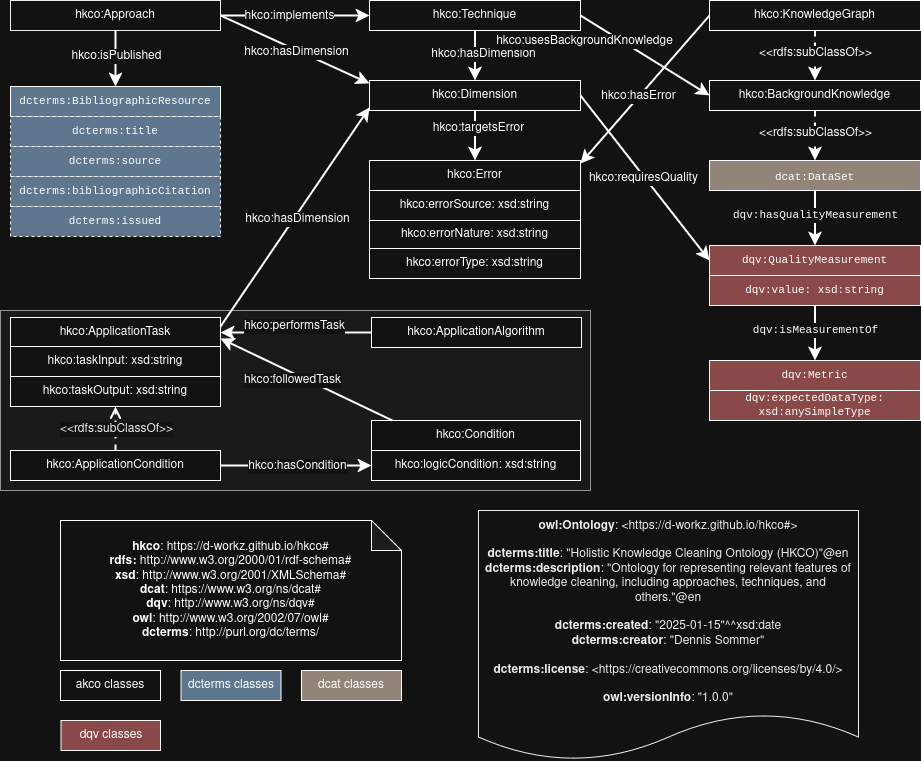 hkco:Approach
hkco:implements
hkco:Technique
hkco:KnowledgeGraph
hkco:isPublished
hkco:hasDimension
hkco:hasDimension
hkco:usesBackgroundKnowledge
<<rdfs:subClassOf>>
dcterms:BibliographicResource
dcterms:title
dcterms:source
dcterms:bibliographicCitation
dcterms:issued
hkco:Dimension
hkco:hasError
hkco:BackgroundKnowledge
hkco:targetsError
<<rdfs:subClassOf>>
hkco:Error
hkco:errorSource: xsd:string
hkco:errorNature: xsd:string
hkco:errorType: xsd:string
hkco:requiresQuality
dcat:DataSet
dqv:hasQualityMeasurement
hkco:hasDimension
dqv:QualityMeasurement
dqv:value: xsd:string
dqv:isMeasurementOf
dqv:Metric
dqv:expectedDataType:
xsd:anySimpleType
hkco:ApplicationTask
hkco:taskInput: xsd:string
hkco:taskOutput: xsd:string
hkco:performsTask
hkco:ApplicationAlgorithm
hkco:followedTask
<<rdfs:subClassOf>>
hkco:Condition
hkco:logicCondition: xsd:string
hkco:ApplicationCondition
hkco:hasCondition
hkco: https://d-workz.github.io/hkco#
rdfs: http://www.w3.org/2000/01/rdf-schema#
xsd: http://www.w3.org/2001/XMLSchema#
dcat: https://www.w3.org/ns/dcat#
dqv: http://www.w3.org/ns/dqv#
owl: http://www.w3.org/2002/07/owl#
dcterms: http://purl.org/dc/terms/
akco classes
dcterms classes
dcat classes
dqv classes
owl:Ontology: <https://d-workz.github.io/hkco#>
dcterms:title: "Holistic Knowledge Cleaning Ontology (HKCO)"@en
dcterms:description: "Ontology for representing relevant features of
knowledge cleaning, including approaches, techniques, and
others."@en
dcterms:created: "2025-01-15"^^xsd:date
dcterms:creator: "Dennis Sommer"
dcterms:license: <https://creativecommons.org/licenses/by/4.0/>
owl:versionInfo: "1.0.0"